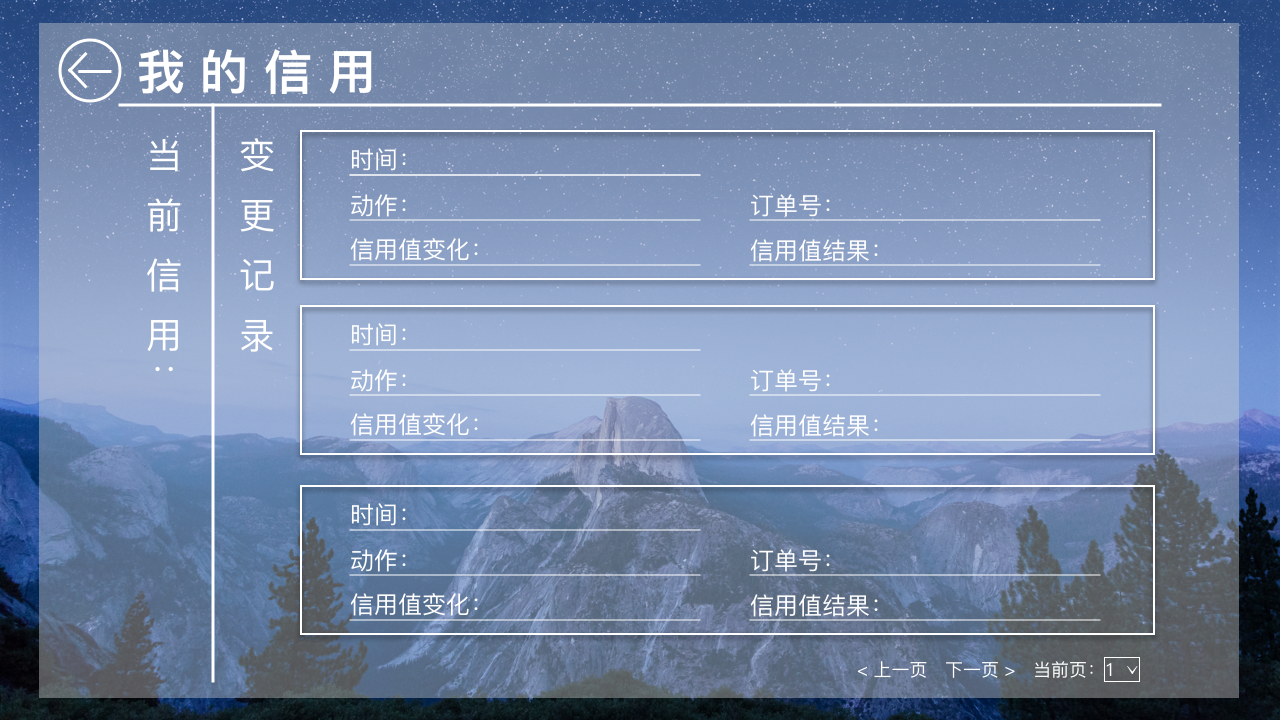 我的信用
当前信用：
变更记录
时间：
动作： 订单号：
信用值变化： 信用值结果：
时间：
动作： 订单号：
信用值变化： 信用值结果：
时间：
动作： 订单号：
信用值变化： 信用值结果：
< 上一页 下一页 > 当前页： 1